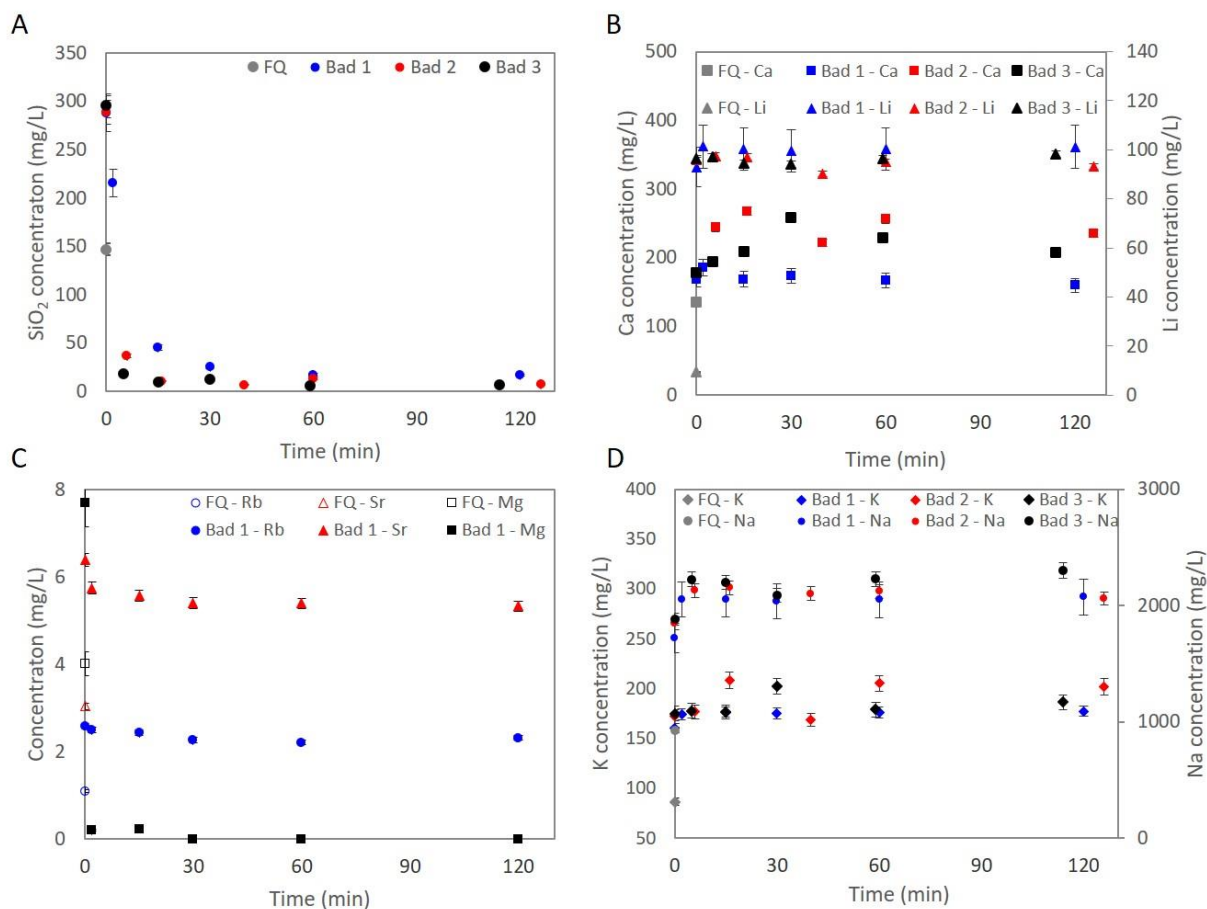 A
SiO2 concentraton (mg/L)
350
300
250
200
150
100
50
0
FQ Bad 1 Bad 2 Bad 3
0 30 60 90 120
Time (min)
B
Ca concentration (mg/L)
500
400
300
200
100
0
FQ - Ca Bad 1 - Ca Bad 2 - Ca Bad 3 - Ca
FQ - Li Bad 1 - Li Bad 2 - Li Bad 3 - Li
140
120
100
80
60
40
20
0
Li concentration (mg/L)
0 30 60 90 120
Time (min)
C
Concentraton (mg/L)
8
6
4
2
0
FQ - Rb FQ - Sr FQ - Mg
Bad 1 - Rb Bad 1 - Sr Bad 1 - Mg
0 30 60 90 120
Time (min)
D
K concentration (mg/L)
400
350
300
250
200
150
100
50
FQ - K Bad 1 - K Bad 2 - K Bad 3 - K
FQ - Na Bad 1 - Na Bad 2 - Na Bad 3 - Na
3000
2000
1000
0
Na concentration (mg/L)
0 30 60 90 120
Time (min)